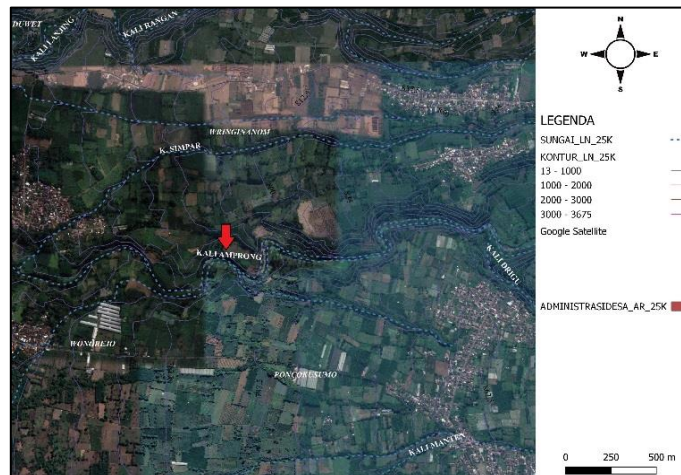 DUWET
KALI LANJING
KALI RANGAN
WRINGINANOM
K. SIMPAR
KALI AMPRONG
KALI DRIGU
WONOREJO
PONCOKUSUMO
KALI MANTEN
N
W
E
S
LEGENDA
SUNGAI_LN_25K
KONTUR_LN_25K
13 - 1000
1000 - 2000
2000 - 3000
3000 - 3675
Google Satellite
ADMINISTRASIDESA_AR_25K
0 250 500 m